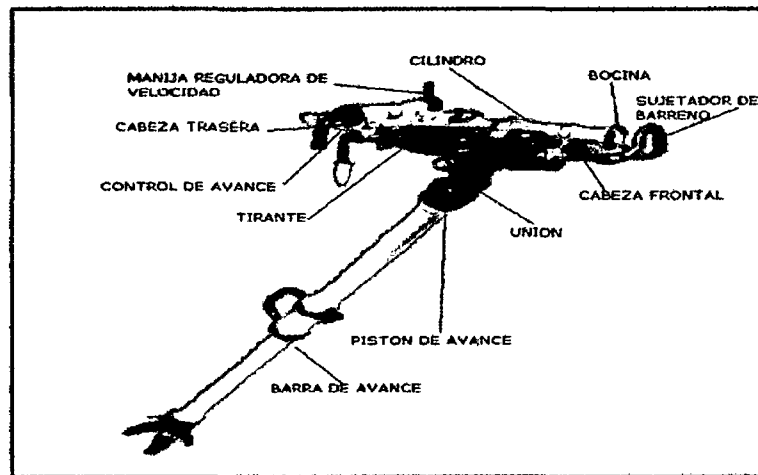 CILINDRO
MANIJA REGULADORA DE
VELOCIDAD
BOCINA
SUJETADOR DE
BARRENO
CABEZA TRASERA
CONTROL DE AVANCE
CABEZA FRONTAL
TIRANTE
UNION
PISTON DE AVANCE
BARRA DE AVANCE